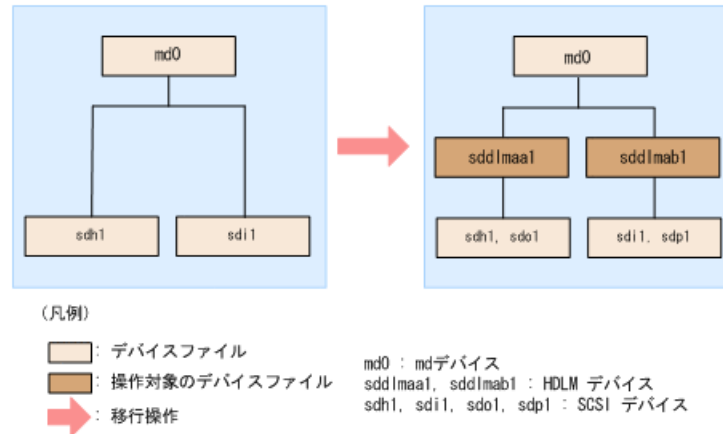 md0
sdh1
sdi1
md0
sddlmaa1
sddlmab1
sdh1, sdo1
sdi1, sdp1
(凡例)
: デバイスファイル
: 操作対象のデバイスファイル
: 移行操作
md0 : mdデバイス
sddlmaa1, sddlmab1 : HDLM デバイス
sdh1, sdi1, sdo1, sdp1 : SCSI デバイス